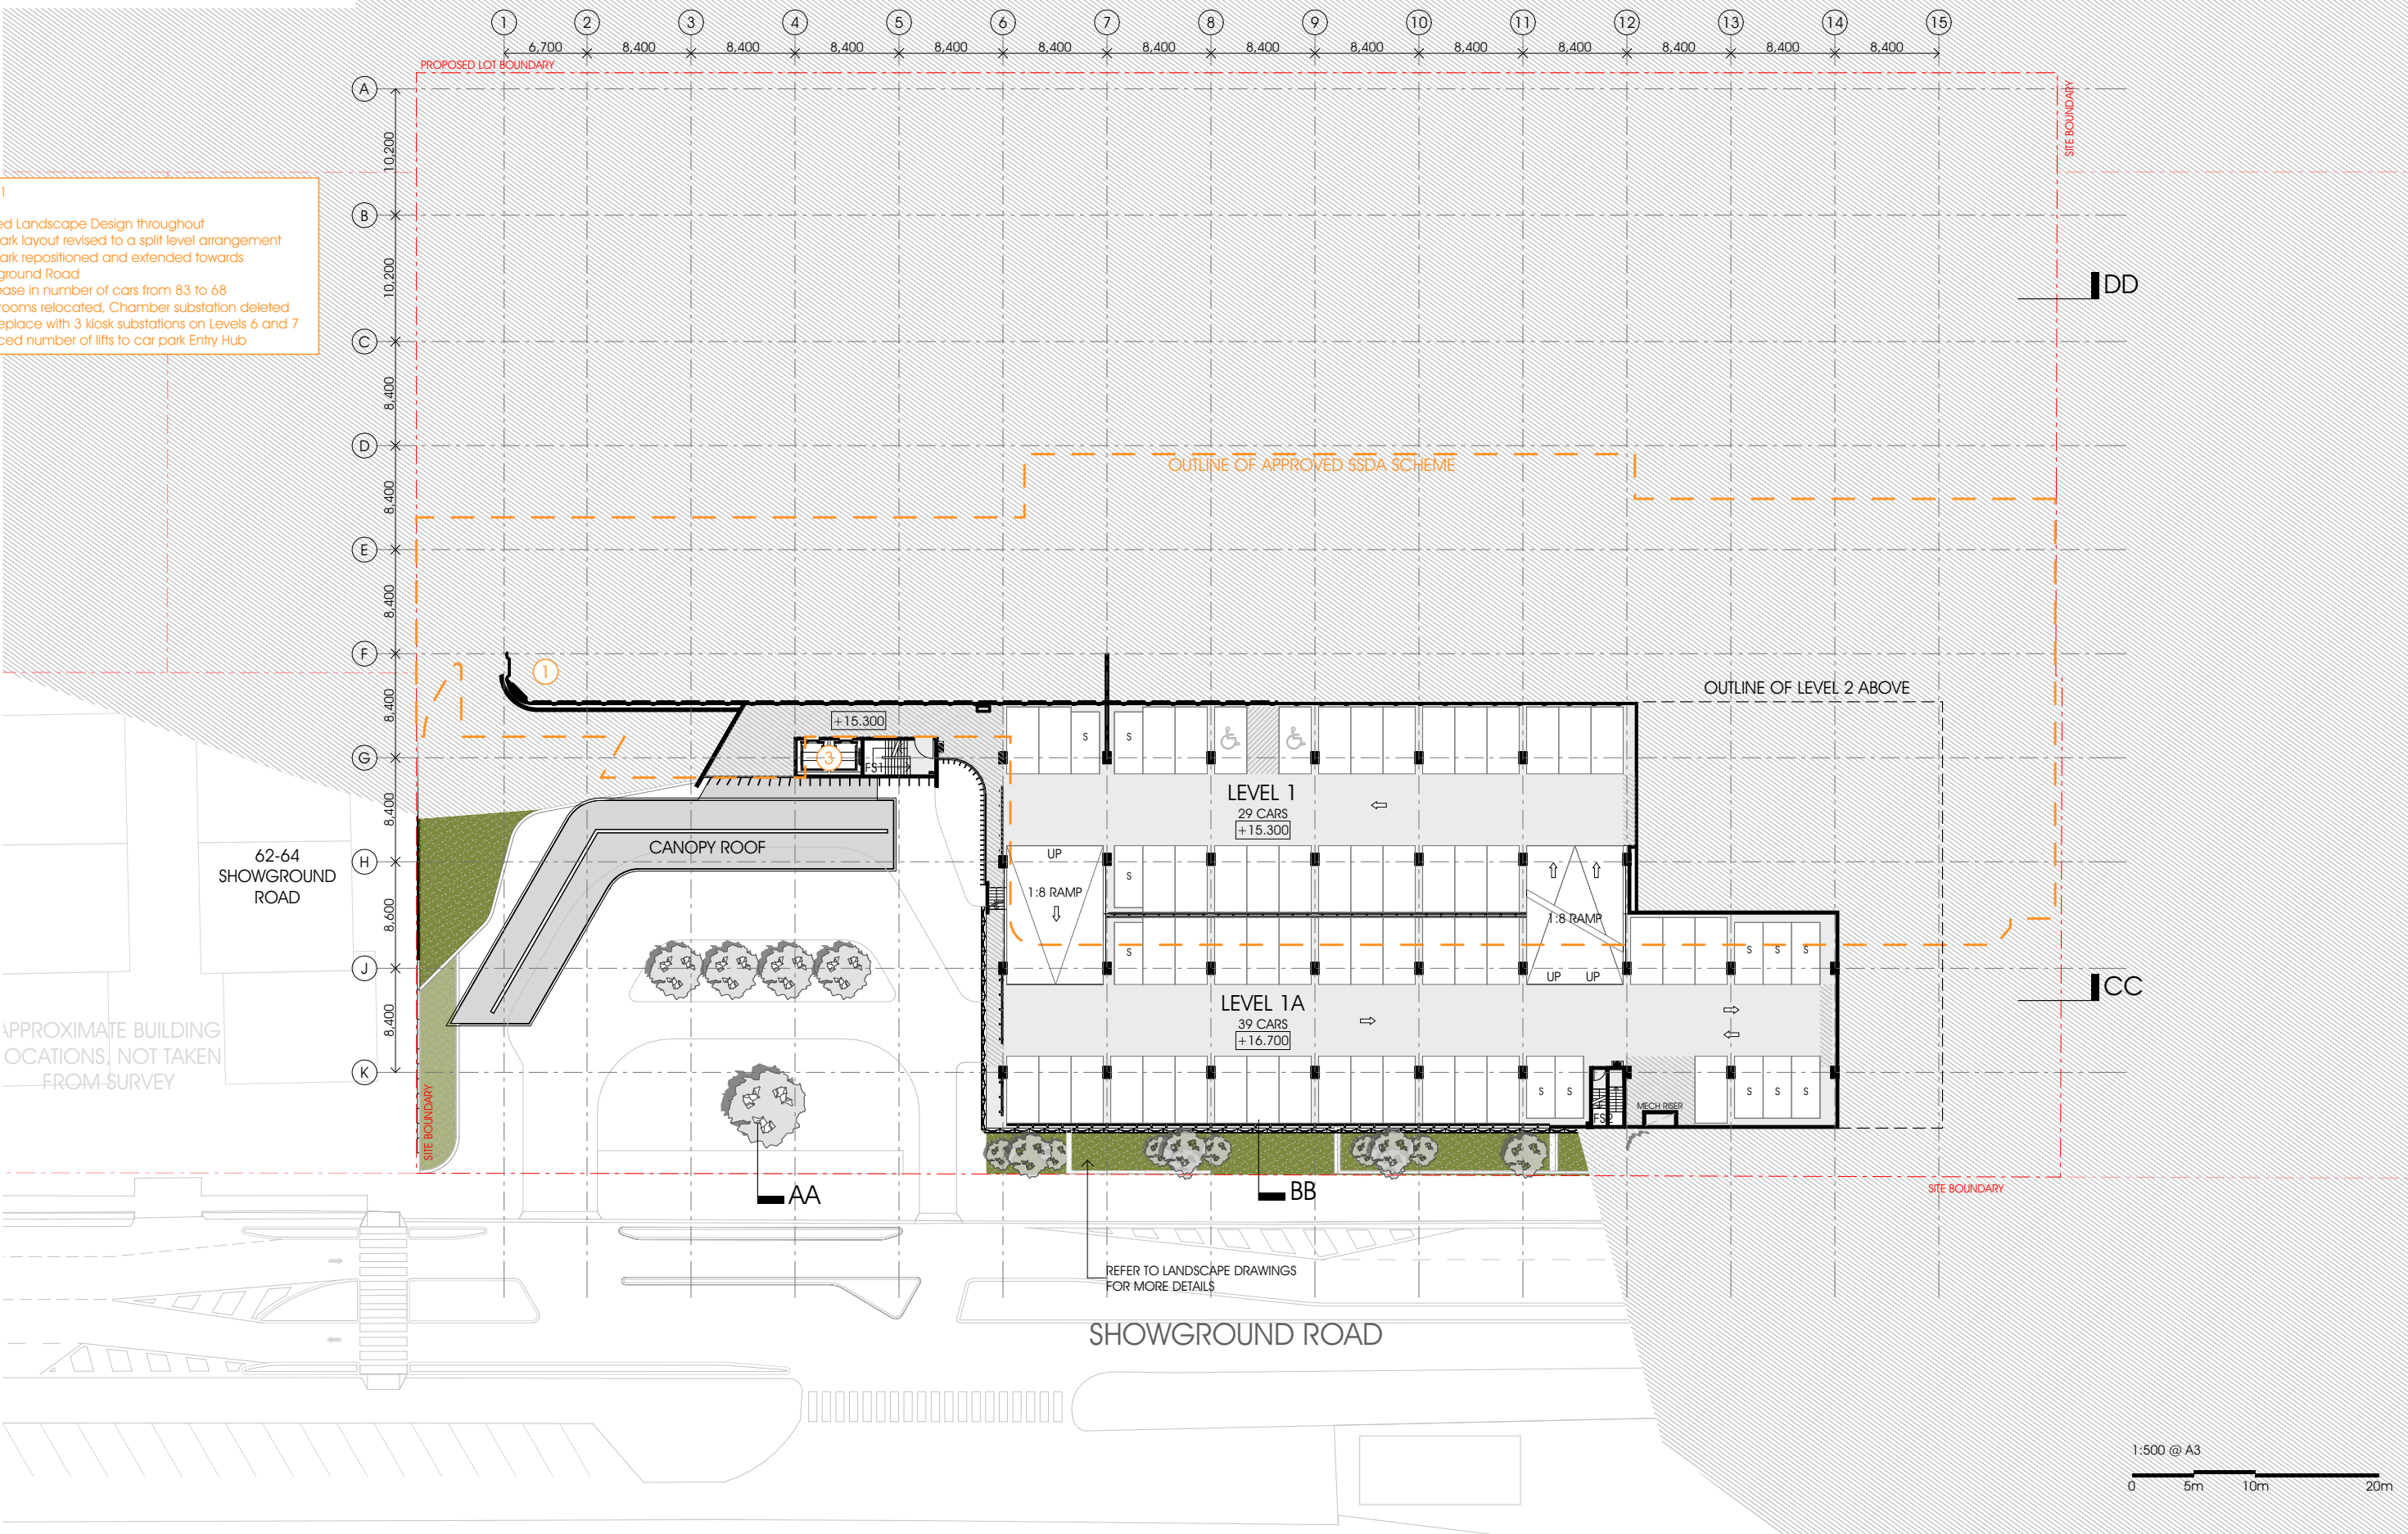 1 2 3 4 5 6 7 8 9 10 11 12 13 14 15
6,700 8,400 8,400 8,400 8,400 8,400 8,400 8,400 8,400 8,400 8,400 8,400 8,400 8,400
PROPOSED LOT BOUNDARY
SITE BOUNDARY
A
10,200
B
10,200
C
8,400
D
8,400
E
8,400
F
8,400
G
8,400
H
8,600
J
8,400
K
1
ed Landscape Design throughout
ark layout revised to a split level arrangement
ark repositioned and extended towards
ground Road
ease in number of cars from 83 to 68
rooms relocated, Chamber substation deleted
eplace with 3 kiosk substations on Levels 6 and 7
ced number of lifts to car park Entry Hub
DD
OUTLINE OF APPROVED SSDA SCHEME
1
OUTLINE OF LEVEL 2 ABOVE
+15.300
3
FS1
S
S
LEVEL 1
29 CARS
+15.300
CANOPY ROOF
62-64
SHOWGROUND
ROAD
UP
1:8 RAMP
S
1:8 RAMP
S
S S S
UP UP
CC
LEVEL 1A
39 CARS
+16.700
APPROXIMATE BUILDING
OCATIONS, NOT TAKEN
FROM SURVEY
S S
FS2
MECH RISER
S S S
SITE BOUNDARY
AA
BB
SITE BOUNDARY
REFER TO LANDSCAPE DRAWINGS
FOR MORE DETAILS
SHOWGROUND ROAD
1:500 @ A3
0 5m 10m 20m